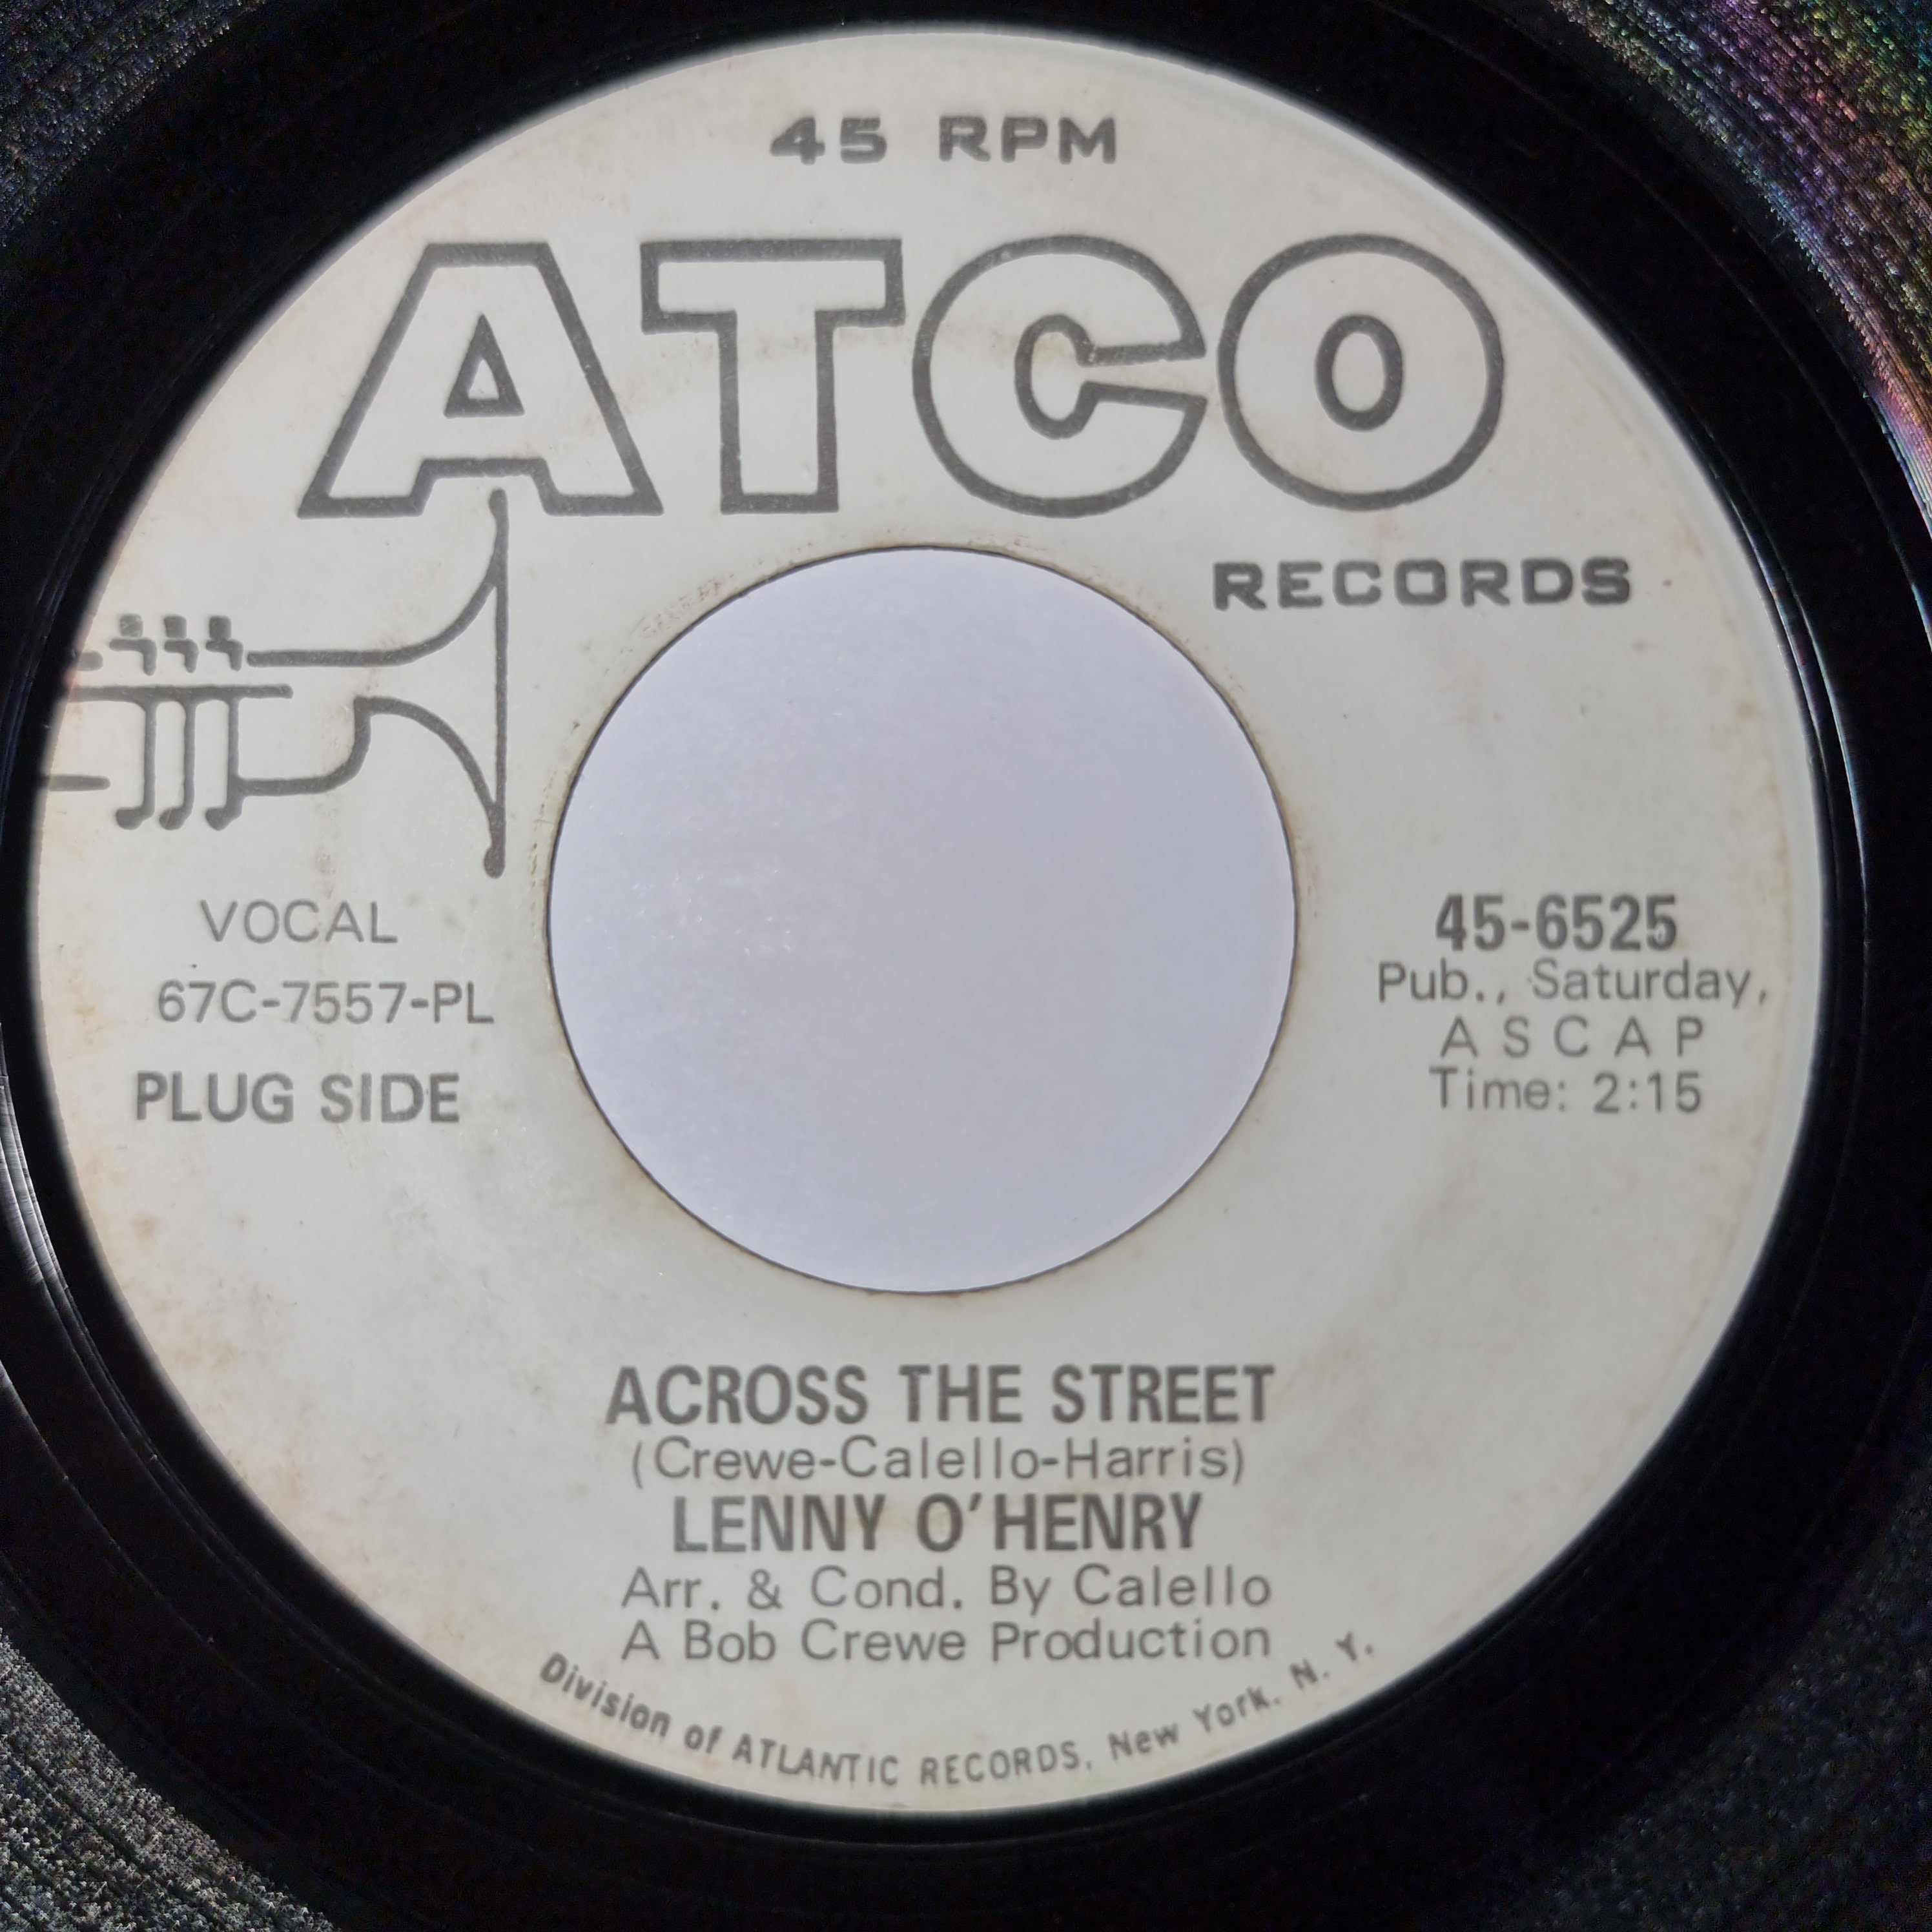 45 RPM
ATCO
RECORDS
VOCAL
67C-7557-PL
PLUG SIDE
45-6525
Pub., Saturday,
ASCAP
Time: 2:15
ACROSS THE STREET
(Crewe-Calello-Harris)
LENNY O'HENRY
Arr. & Cond. By Calello
A Bob Crewe Production
Division of ATLANTIC RECORDS, New York, N. Y.